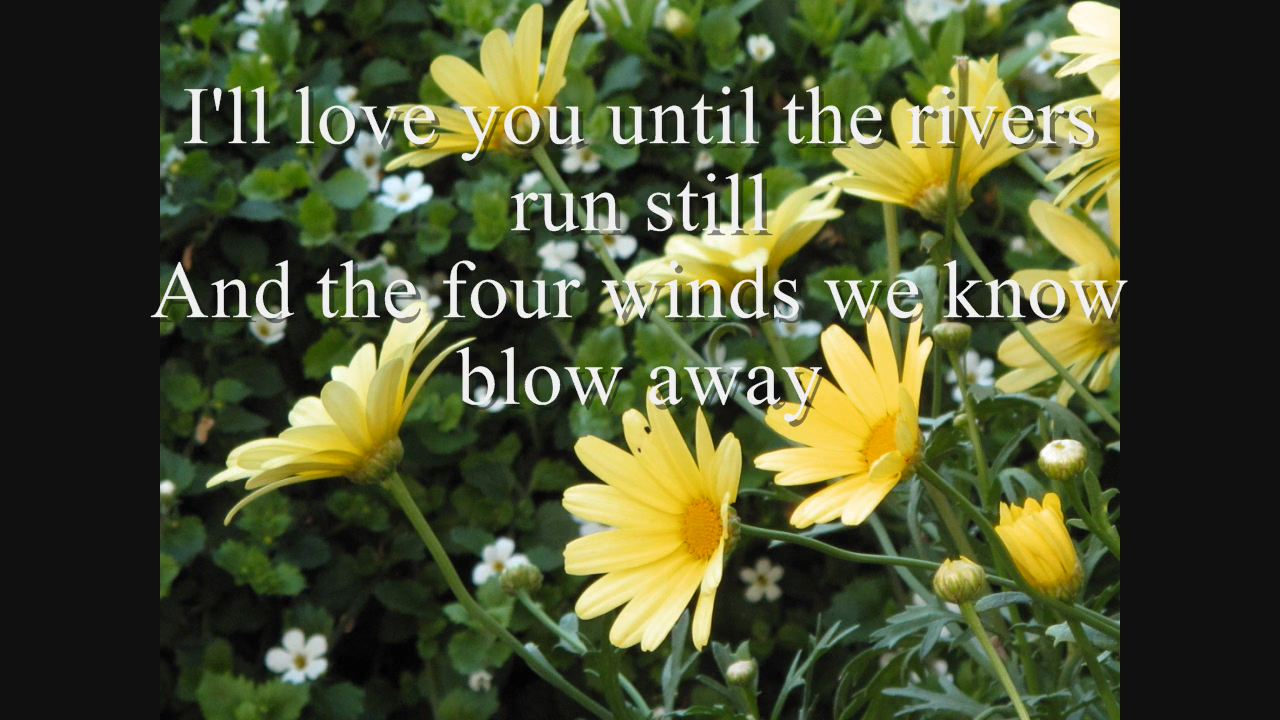 I'll love you until the rivers
run still
And the four winds we know
blow away